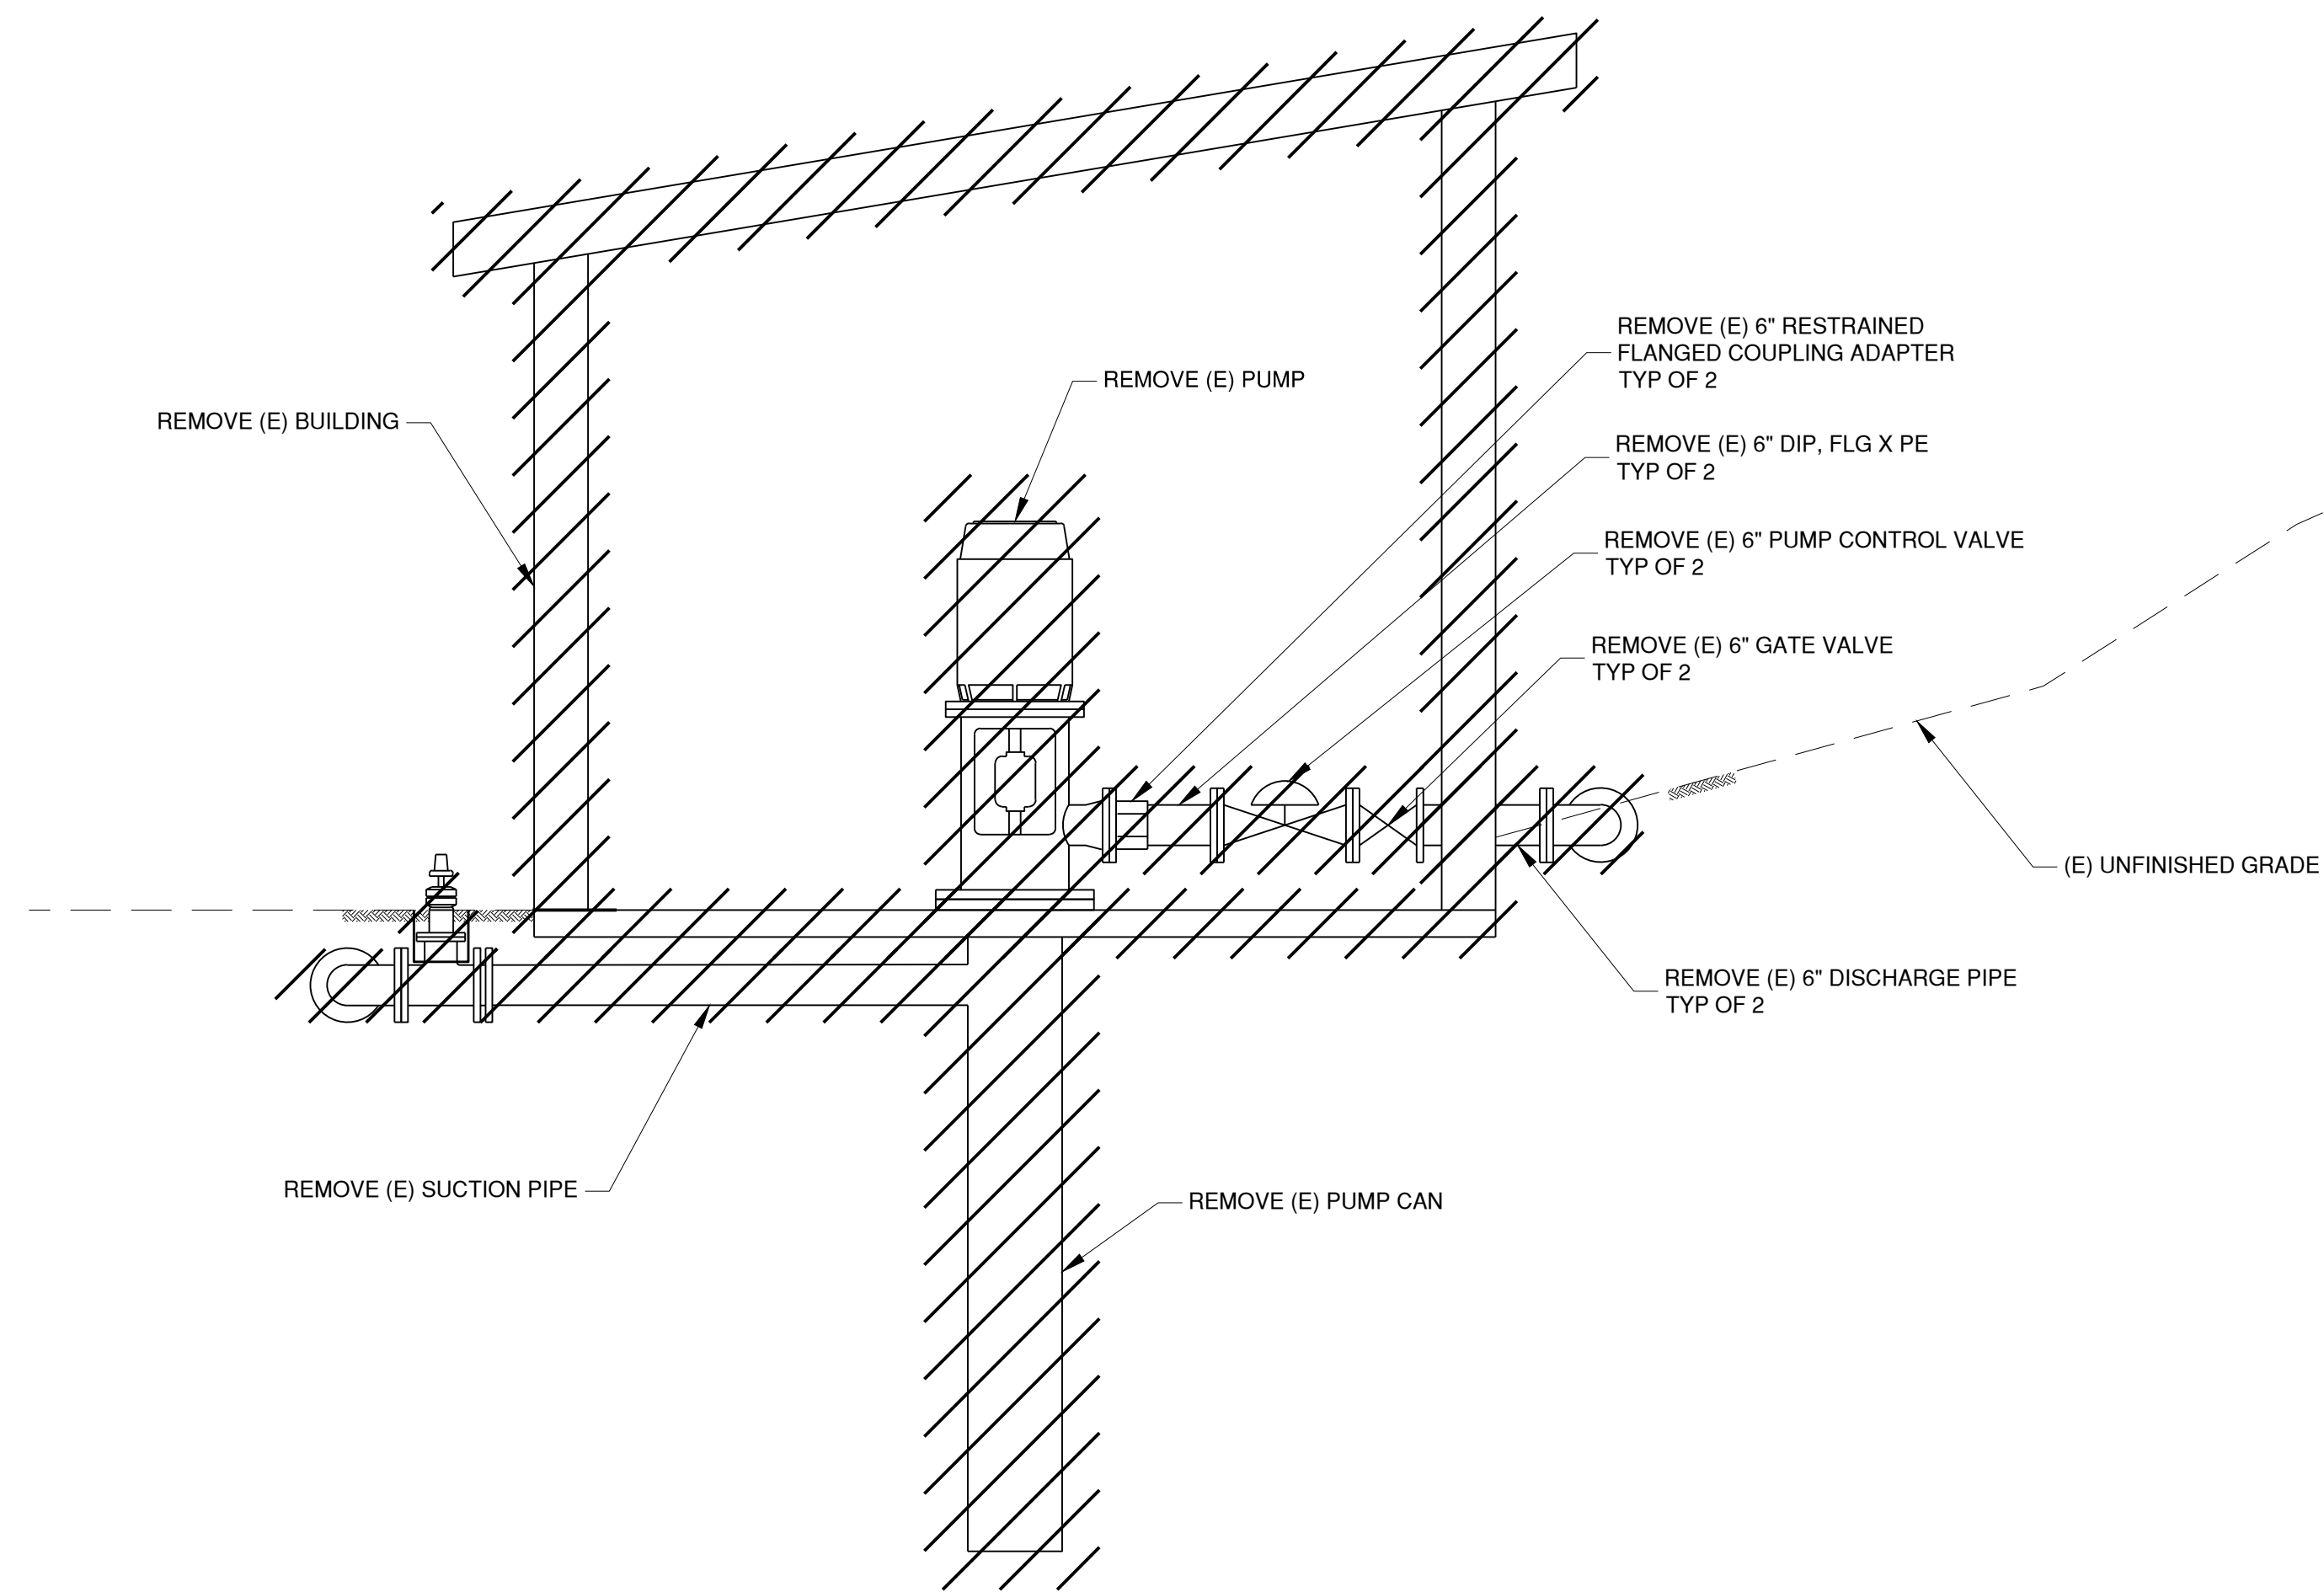 REMOVE (E) 6" RESTRAINED
FLANGED COUPLING ADAPTER
TYP OF 2
REMOVE (E) PUMP
REMOVE (E) BUILDING
REMOVE (E) 6" DIP, FLG X PE
TYP OF 2
REMOVE (E) 6" PUMP CONTROL VALVE
TYP OF 2
REMOVE (E) 6" GATE VALVE
TYP OF 2
(E) UNFINISHED GRADE
REMOVE (E) 6" DISCHARGE PIPE
TYP OF 2
REMOVE (E) SUCTION PIPE
REMOVE (E) PUMP CAN